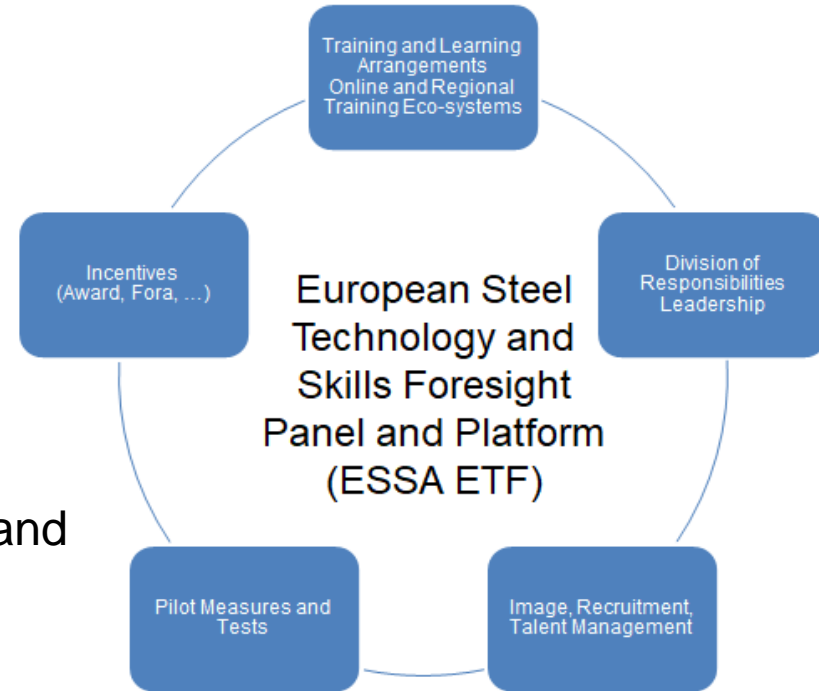 Training and Learning
Arrangements
Online and Regional
Training Eco-systems
Incentives
(Award, Fora, ...)
Division of
Responsibilities
Leadership
European Steel
Technology and
Skills Foresight
Panel and Platform
(ESSA ETF)
and
Pilot Measures and
Tests
Image, Recruitment,
Talent Management